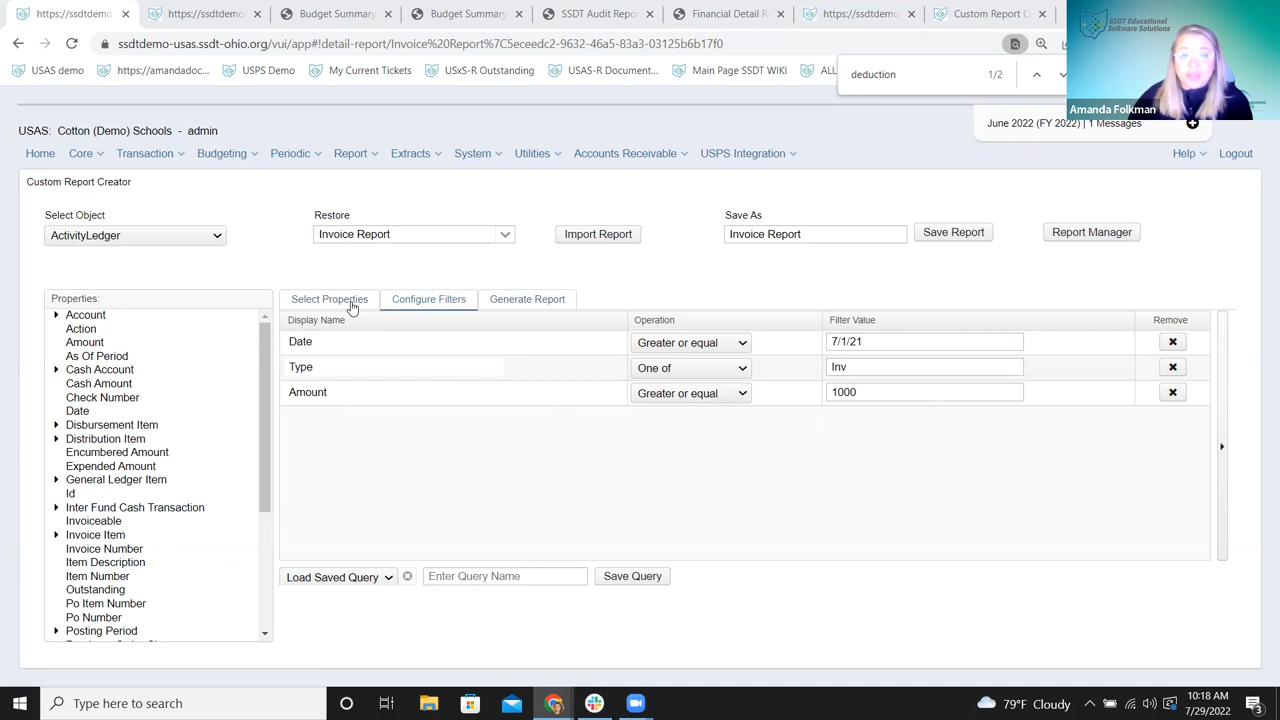 https://ssdtdemo
https://ssdtdemo
Budget Summary
Budget Summary
SSDT Audit Repo
Financial Detail R
https://ssdtdemo
Custom Report C
ssdtdemo-usas.ssdt-ohio.org/vui/app#!detail-report/Invoice%20Report%7C5eceedc2-9632-46a5-83a3-03125b6b17f0
SSDT Educational
Software Solutions
USAS demo
https://amandadoc...
USPS Demo
My Current Tickets
USxS-R Outstanding
USAS-R Document...
Main Page SSDT WIKI
ALL
deduction
1/2
Amanda Folkman
June 2022 (FY 2022) | 1 Messages
USAS: Cotton (Demo) Schools - admin
Home Core Transaction Budgeting Periodic Report Extracts System Utilities Accounts Receivable USPS Integration Help Logout
Custom Report Creator
Select Object
Restore
Save As
ActivityLedger
Invoice Report
Import Report
Invoice Report
Save Report
Report Manager
Properties:
Account
Action
Amount
As Of Period
Cash Account
Cash Amount
Check Number
Date
Disbursement Item
Distribution Item
Encumbered Amount
Expended Amount
General Ledger Item
Id
Inter Fund Cash Transaction
Invoiceable
Invoice Item
Invoice Number
Item Description
Item Number
Outstanding
Po Item Number
Po Number
Posting Period
Select Properties
Configure Filters
Generate Report
Display Name Operation Filter Value Remove
Date Greater or equal 7/1/21
Type One of Inv
Amount Greater or equal 1000
Load Saved Query
Enter Query Name
Save Query
Type here to search
79°F Cloudy
10:18 AM
7/29/2022
3